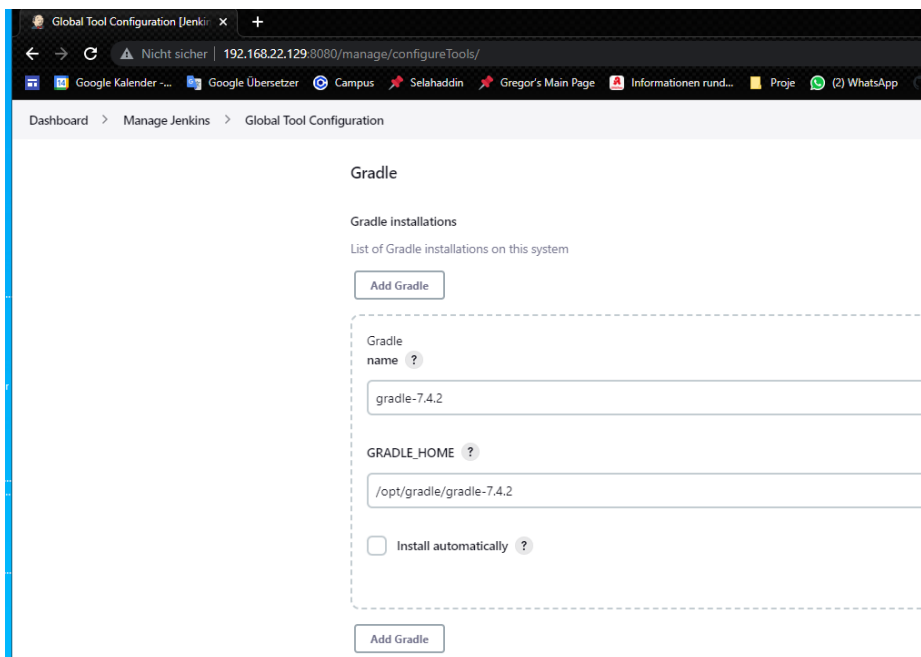 Global Tool Configuration [Jenkin
Nicht sicher | 192.168.22.129:8080/manage/configureTools/
Google Kalender -... Google Übersetzer Campus Selahaddin Gregor's Main Page Informationen rund... Proje (2) WhatsApp
Dashboard > Manage Jenkins > Global Tool Configuration
Gradle
Gradle installations
List of Gradle installations on this system
Add Gradle
Gradle
name ?
gradle-7.4.2
GRADLE_HOME ?
/opt/gradle/gradle-7.4.2
Install automatically ?
Add Gradle